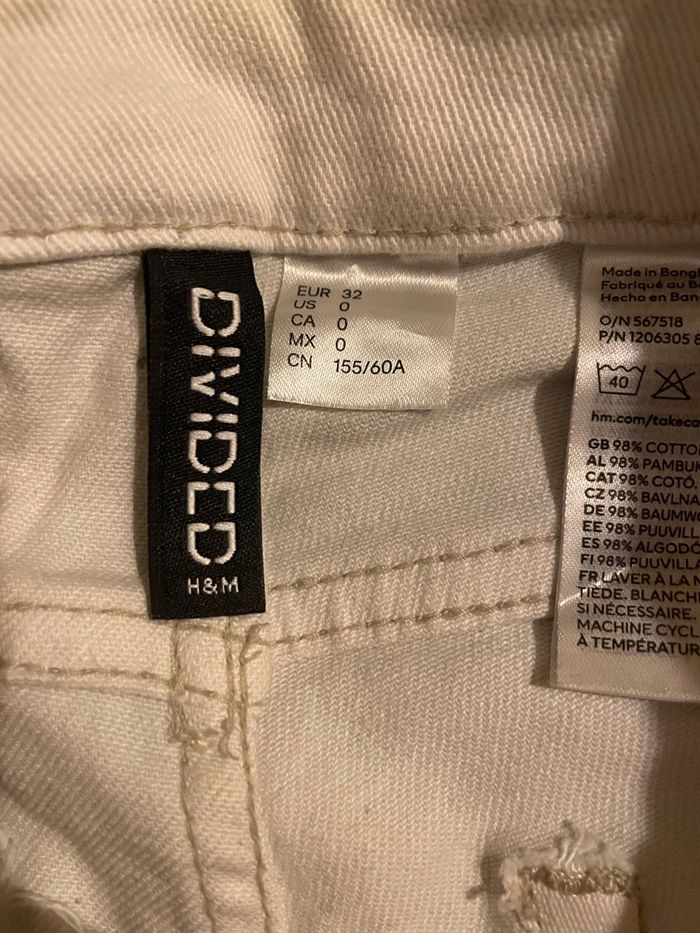 DIVIDED
H&M
EUR 32
US 0
CA 0
MX 0
CN 155/60A
Made in Bangl
Fabriqué au B
Hecho en Ban
O/N 567518
P/N 1206305
40
hm.com/takeca
GB 98% COTTO
AL 98% PAMBUK
CAT 98% COTÓ,
CZ 98% BAVLNA
DE 98% BAUMWO
EE 98% PUUVILL
ES 98% ALGODÓ
FI 98% PUUVILLA
FR LAVER À LA M
TIÈDE. BLANCHI
SI NÉCESSAIRE.
MACHINE CYCL
À TEMPÉRATUR